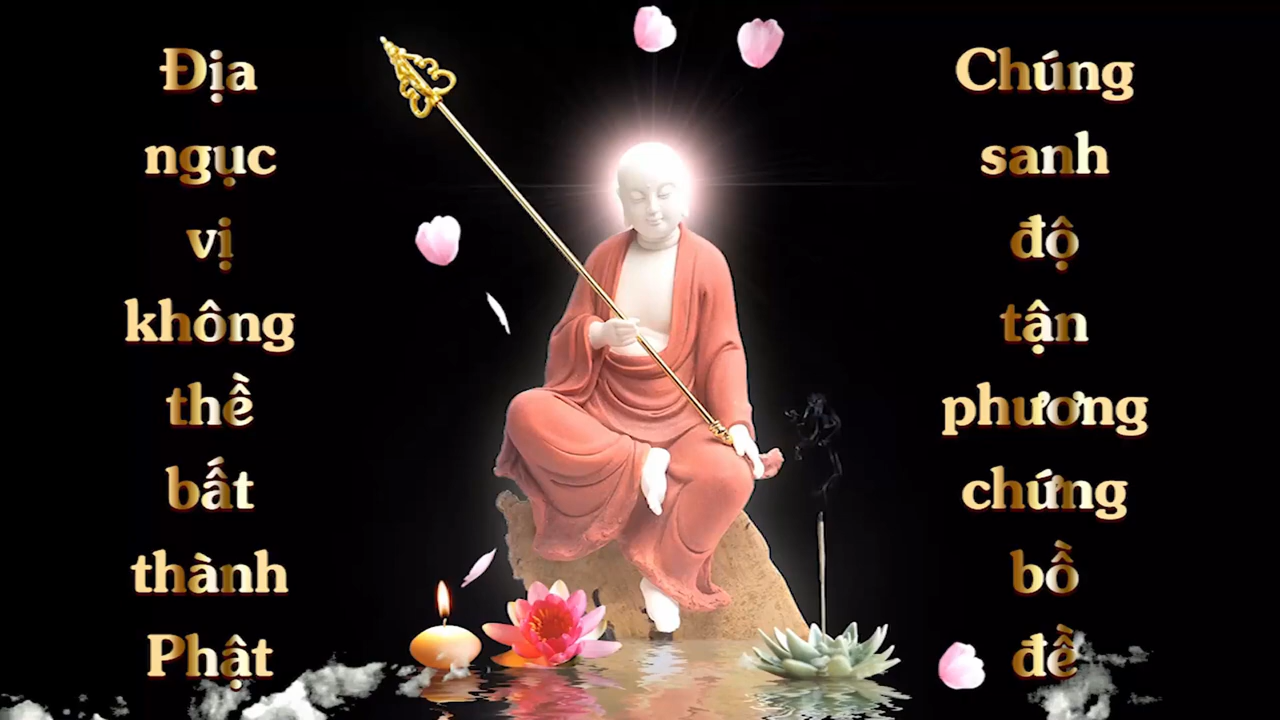 Địa
ngục
vị
không
thề
bất
thành
Phật
Chúng
sanh
độ
tận
phương
chứng
bồ
đề